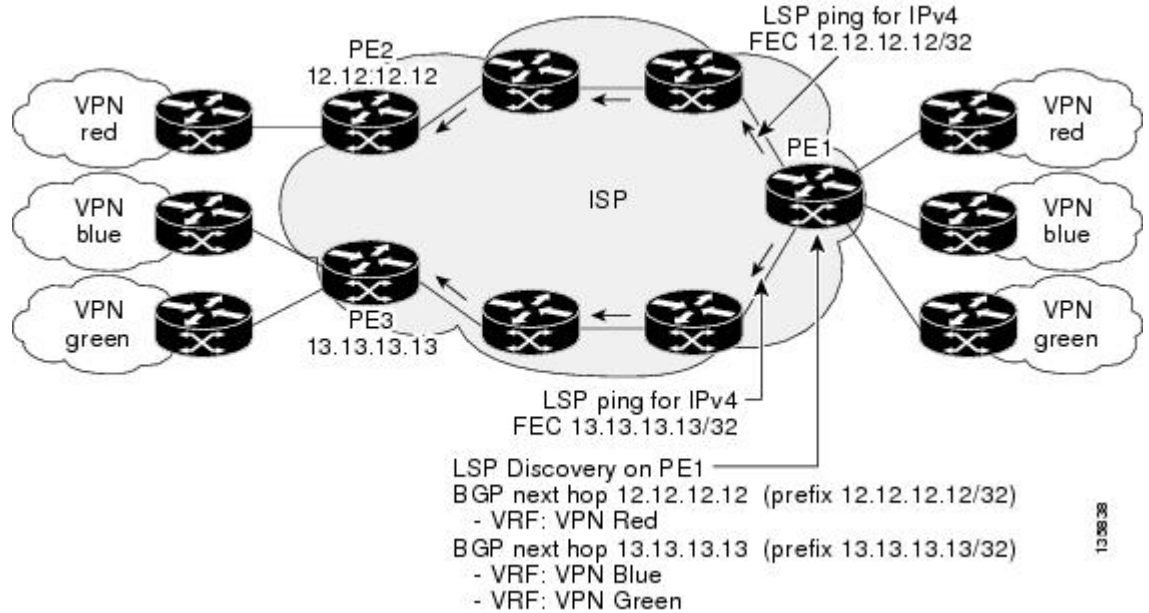 LSP ping for IPv4
FEC 12.12.12.12/32
PE2
12.12.12.12
VPN
red
VPN
red
PE1
VPN
blue
ISP
VPN
blue
VPN
green
PE3
13.13.13.13
VPN
green
LSP ping for IPv4
FEC 13.13.13.13/32
LSP Discovery on PE1
BGP next hop 12.12.12.12 (prefix 12.12.12.12/32)
- VRF: VPN Red
BGP next hop 13.13.13.13 (prefix 13.13.13.13/32)
- VRF: VPN Blue
- VRF: VPN Green
135838